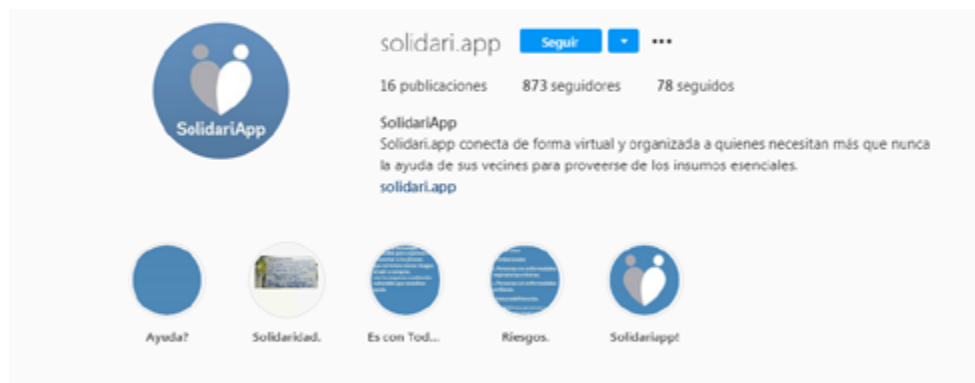 solidari.app Seguir
16 publicaciones 873 seguidores 78 seguidos
SolidariApp
SolidariApp
Solidari.app conecta de forma virtual y organizada a quienes necesitan más que nunca
la ayuda de sus vecines para proveerse de los insumos esenciales.
solidari.app
Ayuda? Solidaridad. Es con Tod... Riesgos. Solidariapp!